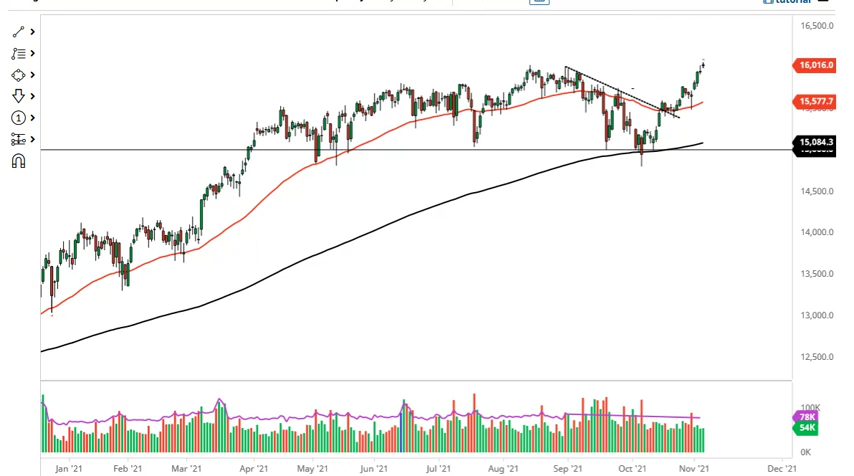 tutorial
16,500.0
16,016.0
15,577.7
15,084.3
14,500.0
14,000.0
13,500.0
13,000.0
12,500.0
100K
78K
54K
0K
Jan '21 Feb '21 Mar '21 Apr '21 May '21 Jun '21 Jul '21 Aug '21 Sep '21 Oct '21 Nov '21 Dec '21